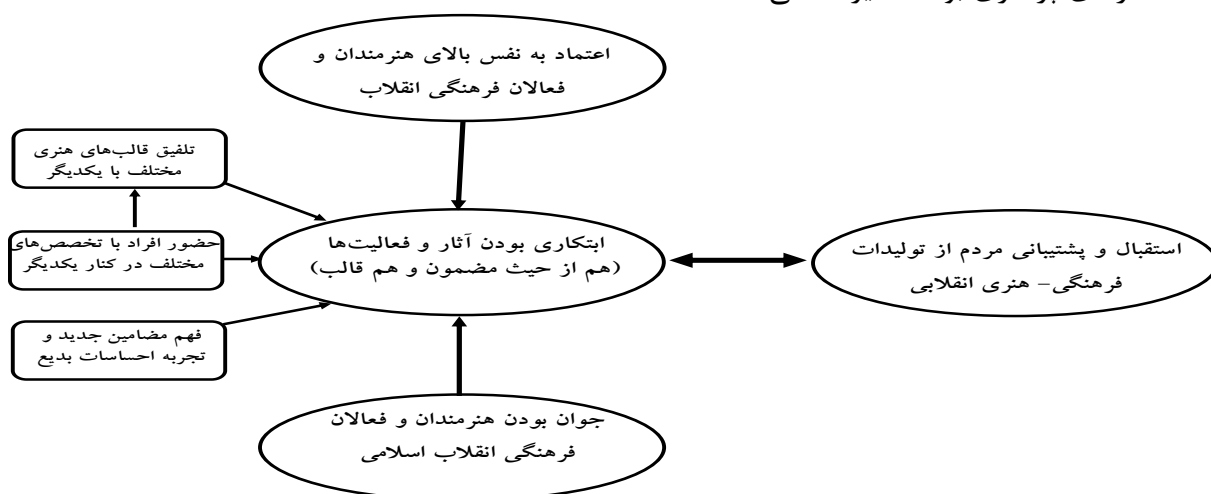 اعتماد به نفس بالای هنرمندان و
فعالان فرهنگی انقلاب
تلفیق قالب‌های هنری
مختلف با یکدیگر
حضور افراد با تخصص‌های
مختلف در کنار یکدیگر
فهم مضامین جدید و
تجربه احساسات بدیع
ابتکاری بودن آثار و فعالیت‌ها
(هم از حیث مضمون و هم قالب)
استقبال و پشتیبانی مردم از تولیدات
فرهنگی– هنری انقلابی
جوان بودن هنرمندان و فعالان
فرهنگی انقلاب اسلامی